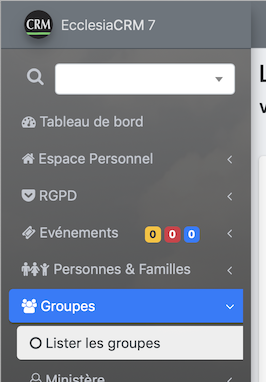 CRM EcclesiaCRM 7
Tableau de bord
Espace Personnel
RGPD
Evénements 0 0 0
Personnes & Familles
Groupes
Lister les groupes
Ministère